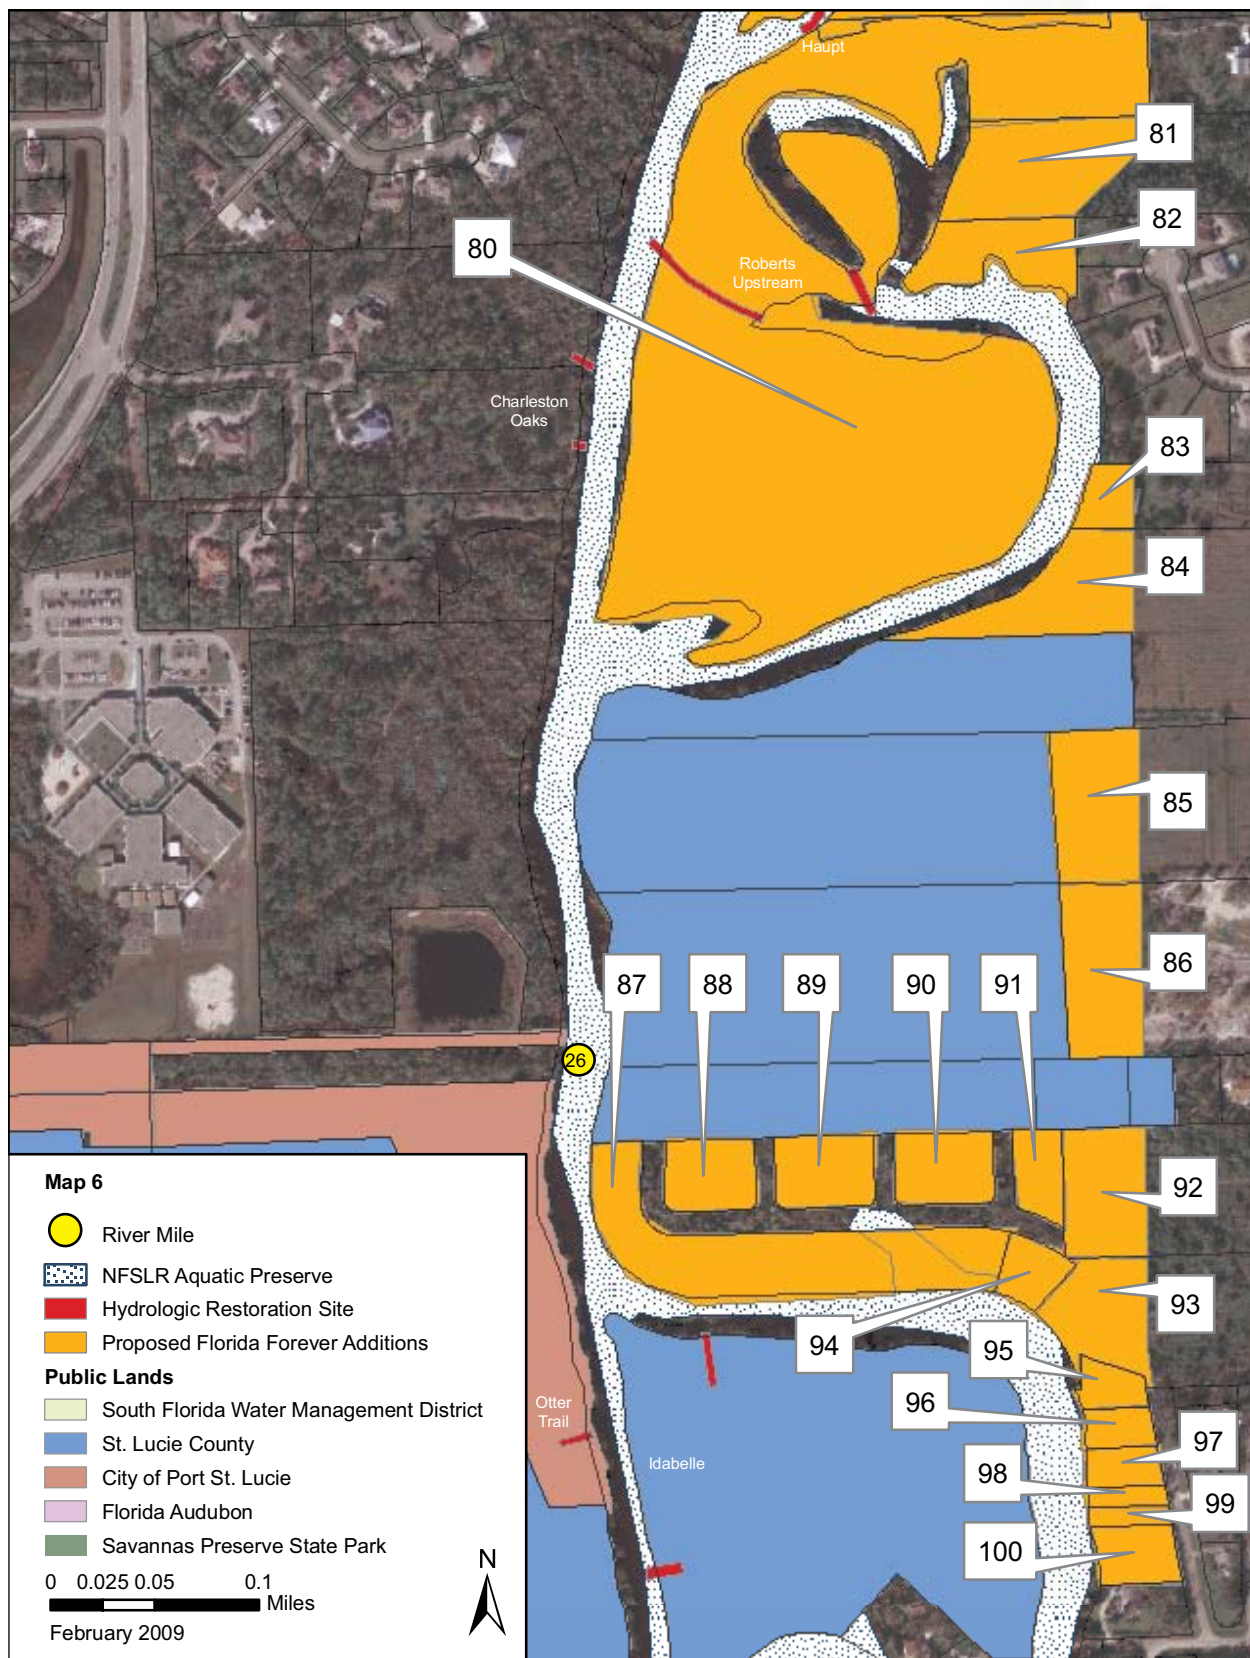 Haupt
81
82
80
Roberts
Upstream
Charleston
Oaks
83
84
85
86
87
88
89
90
91
26
92
93
94
95
96
97
98
99
100
Otter
Trail
Idabelle
Map 6
River Mile
NFSLR Aquatic Preserve
Hydrologic Restoration Site
Proposed Florida Forever Additions
Public Lands
South Florida Water Management District
St. Lucie County
City of Port St. Lucie
Florida Audubon
Savannas Preserve State Park
0 0.025 0.05 0.1
Miles
February 2009
N